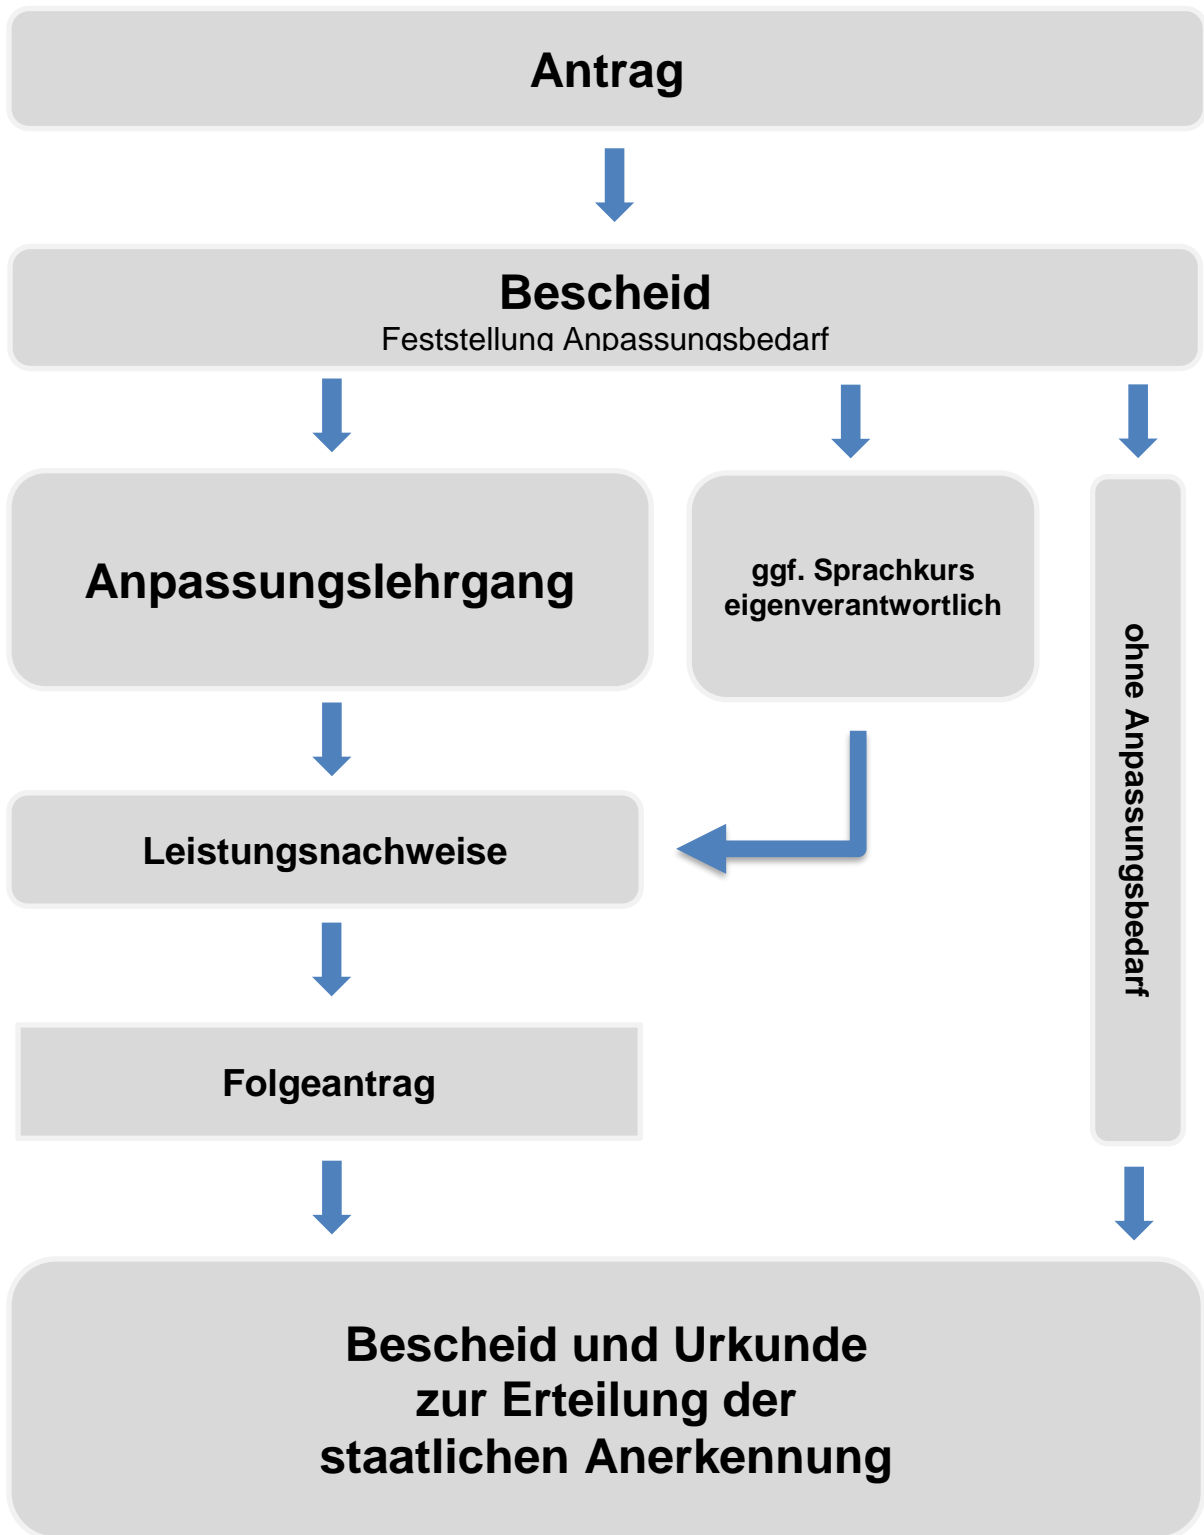 Antrag
Bescheid
Feststellung Anpassungsbedarf
Anpassungslehrgang
ggf. Sprachkurs
eigenverantwortlich
ohne Anpassungsbedarf
Leistungsnachweise
Folgeantrag
Bescheid und Urkunde
zur Erteilung der
staatlichen Anerkennung